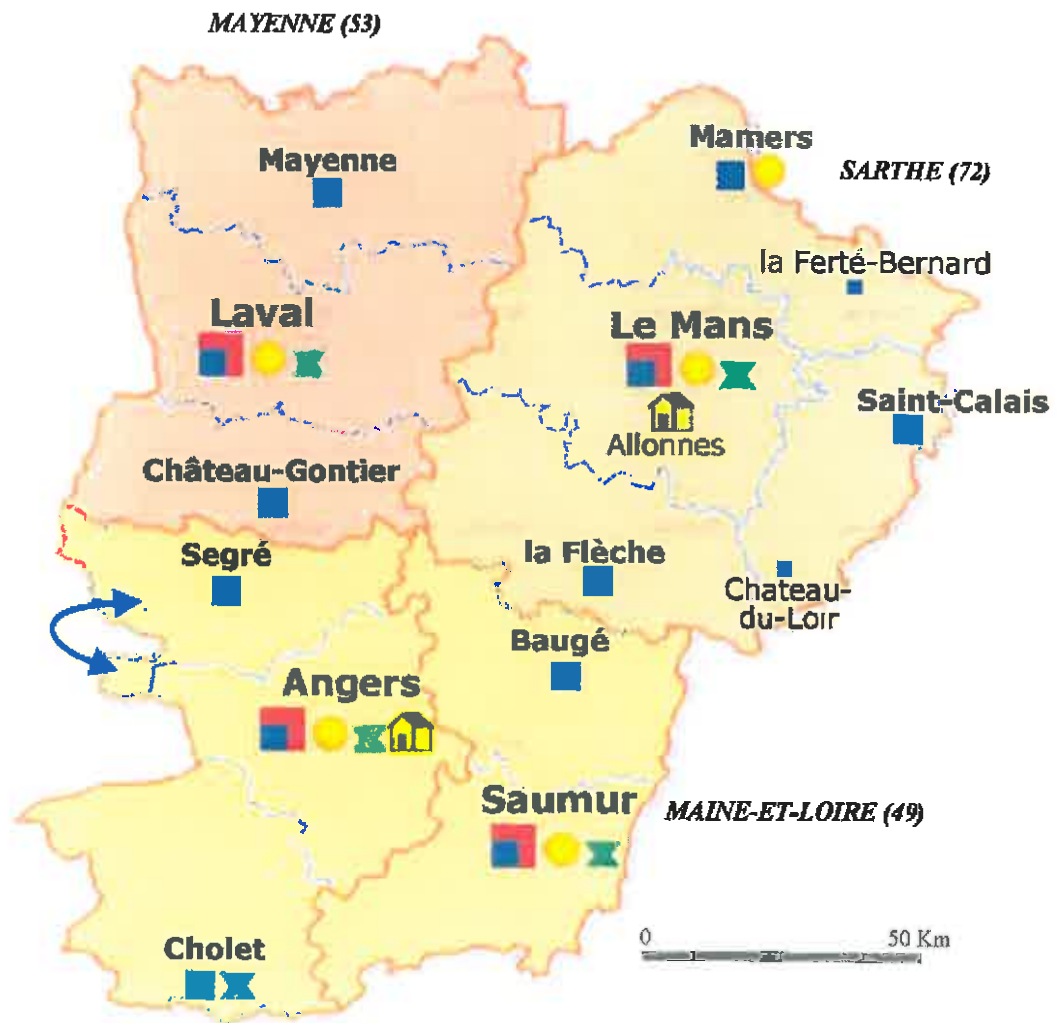 MAYENNE (53)
Mamers
Mayenne
SARTHE (72)
la Ferté-Bernard
Laval
Le Mans
Saint-Calais
Allonnes
Château-Gontier
Segré
la Flèche
Chateau-
du-Loir
Baugé
Angers
Saumur
MAINE-ET-LOIRE (49)
Cholet
0 50 Km